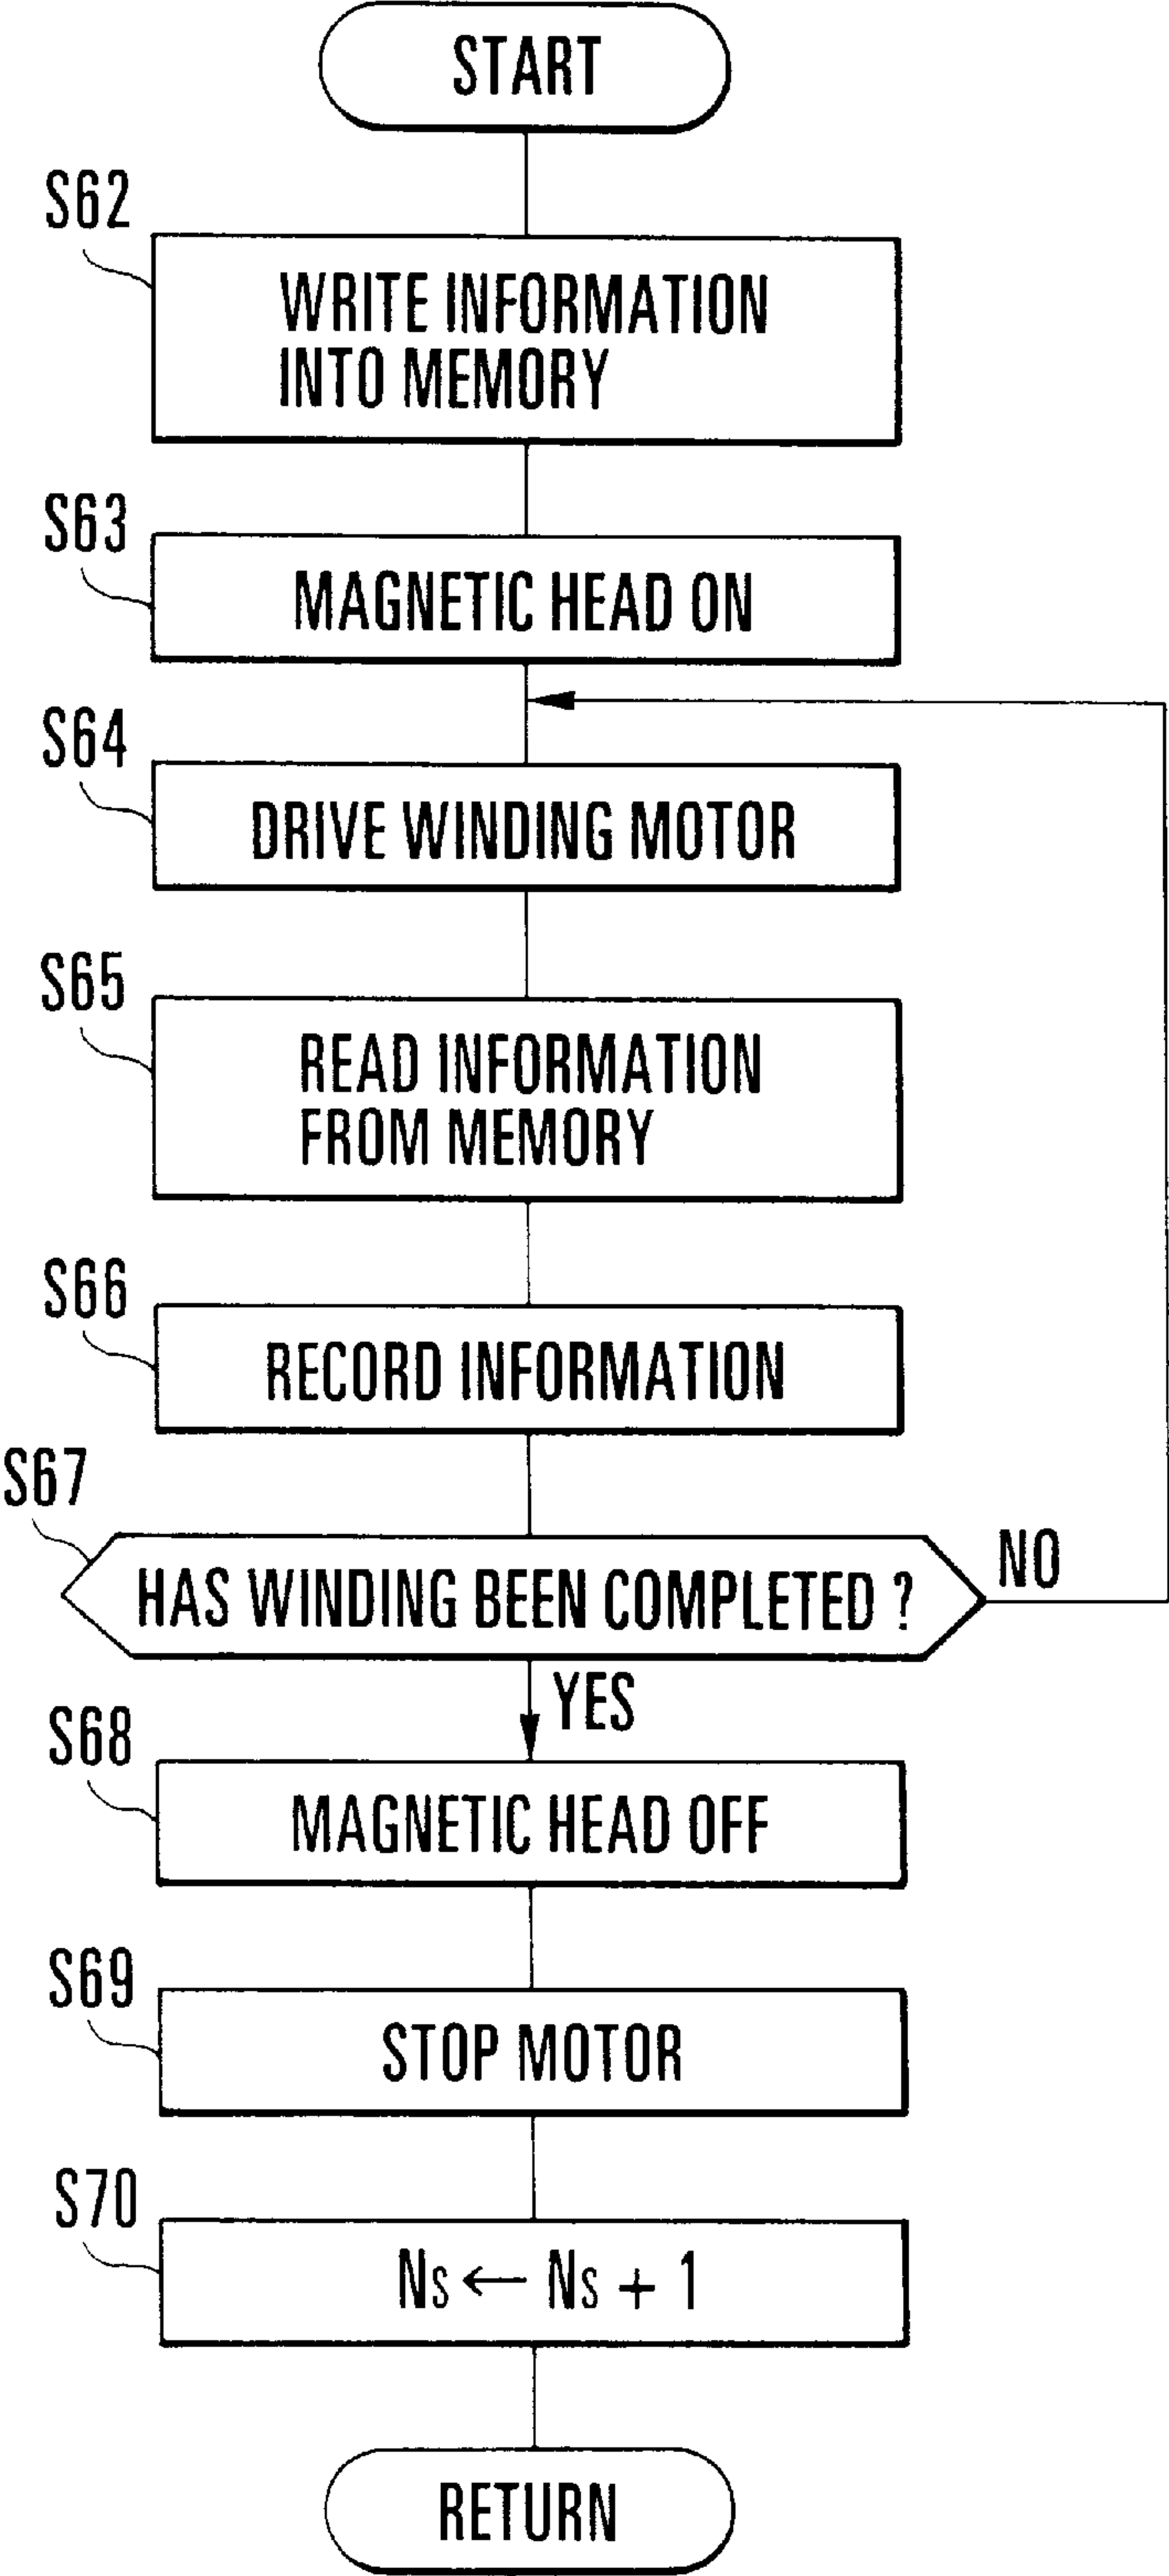 START
S62
WRITE INFORMATION
INTO MEMORY
S63
MAGNETIC HEAD ON
S64
DRIVE WINDING MOTOR
S65
READ INFORMATION
FROM MEMORY
S66
RECORD INFORMATION
S67
HAS WINDING BEEN COMPLETED ?
NO
YES
S68
MAGNETIC HEAD OFF
S69
STOP MOTOR
S70
Ns ← Ns + 1
RETURN